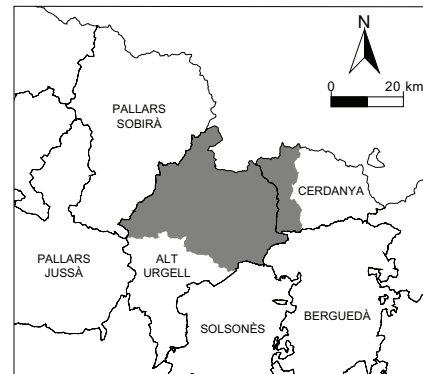 N
0 20 km
PALLARS
SOBIRÀ
CERDANYA
PALLARS
JUSSÀ
ALT
URGELL
SOLSONÈS
BERGUEDÀ